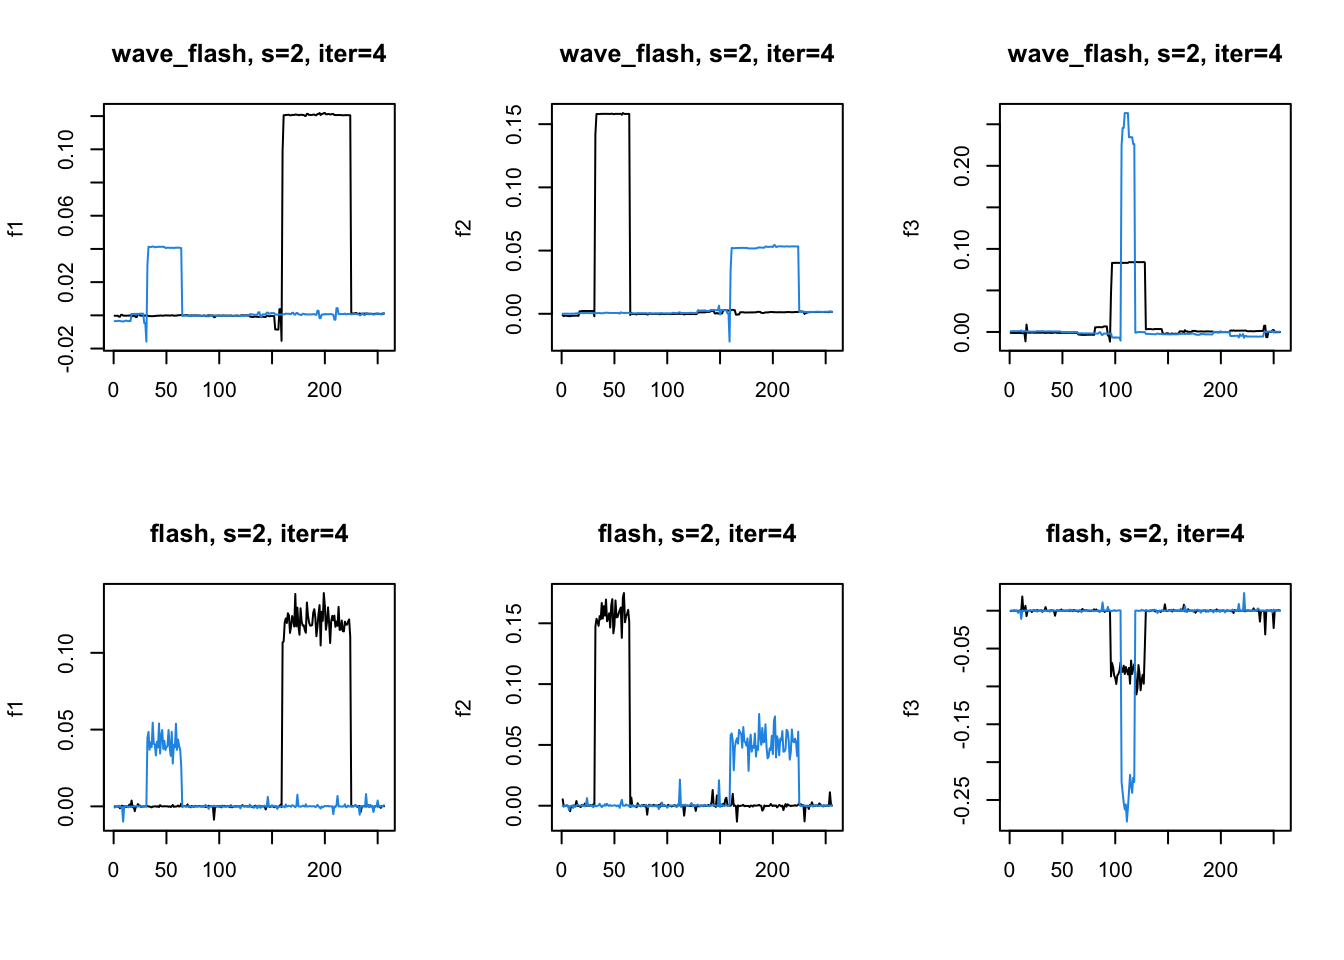 wave_flash, s=2, iter=4
f1
-0.02 0.02 0.06 0.10
0 50 100 200
wave_flash, s=2, iter=4
f2
0.00 0.05 0.10 0.15
0 50 100 200
wave_flash, s=2, iter=4
f3
0.00 0.10 0.20
0 50 100 200
flash, s=2, iter=4
f1
0.00 0.05 0.10
0 50 100 200
flash, s=2, iter=4
f2
0.00 0.05 0.10 0.15
0 50 100 200
flash, s=2, iter=4
f3
-0.25 -0.15 -0.05
0 50 100 200